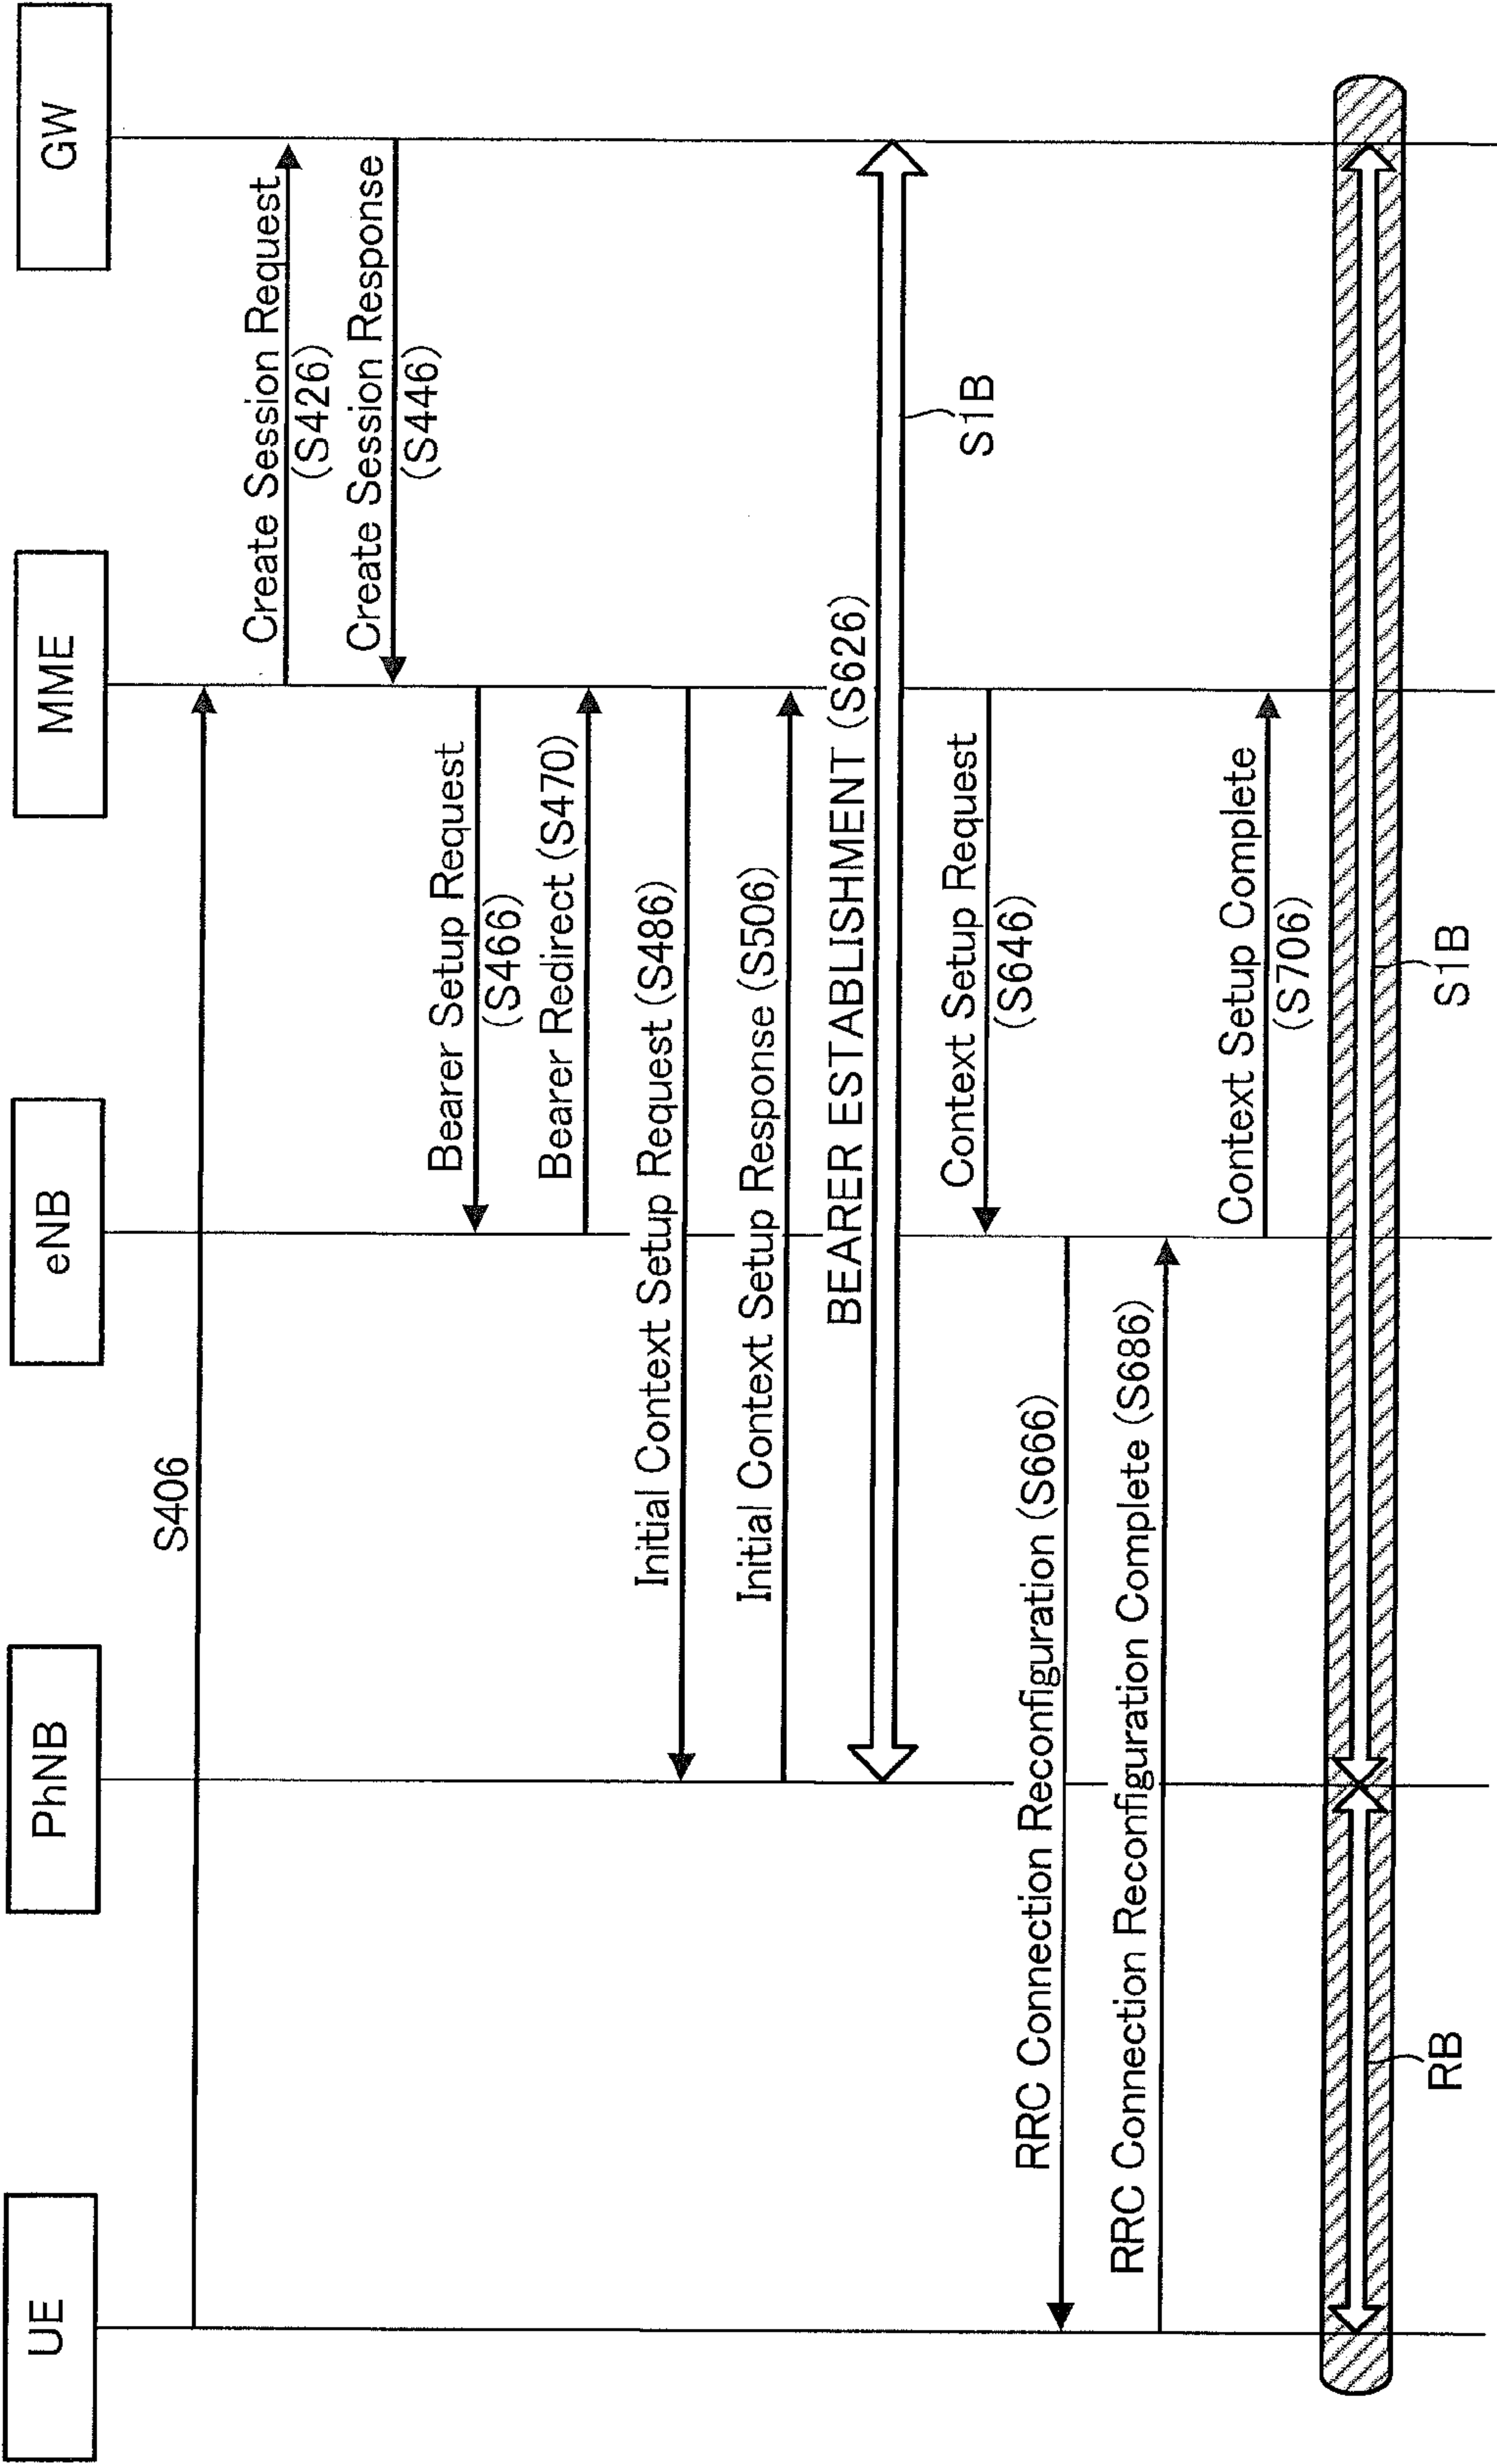 UE
PhNB
eNB
MME
GW
S406
Create Session Request
(S426)
Create Session Response
(S446)
Bearer Setup Request
(S466)
Bearer Redirect (S470)
Initial Context Setup Request (S486)
Initial Context Setup Response (S506)
BEARER ESTABLISHMENT (S626)
S1B
Context Setup Request
(S646)
RRC Connection Reconfiguration (S666)
RRC Connection Reconfiguration Complete (S686)
Context Setup Complete
(S706)
RB
S1B